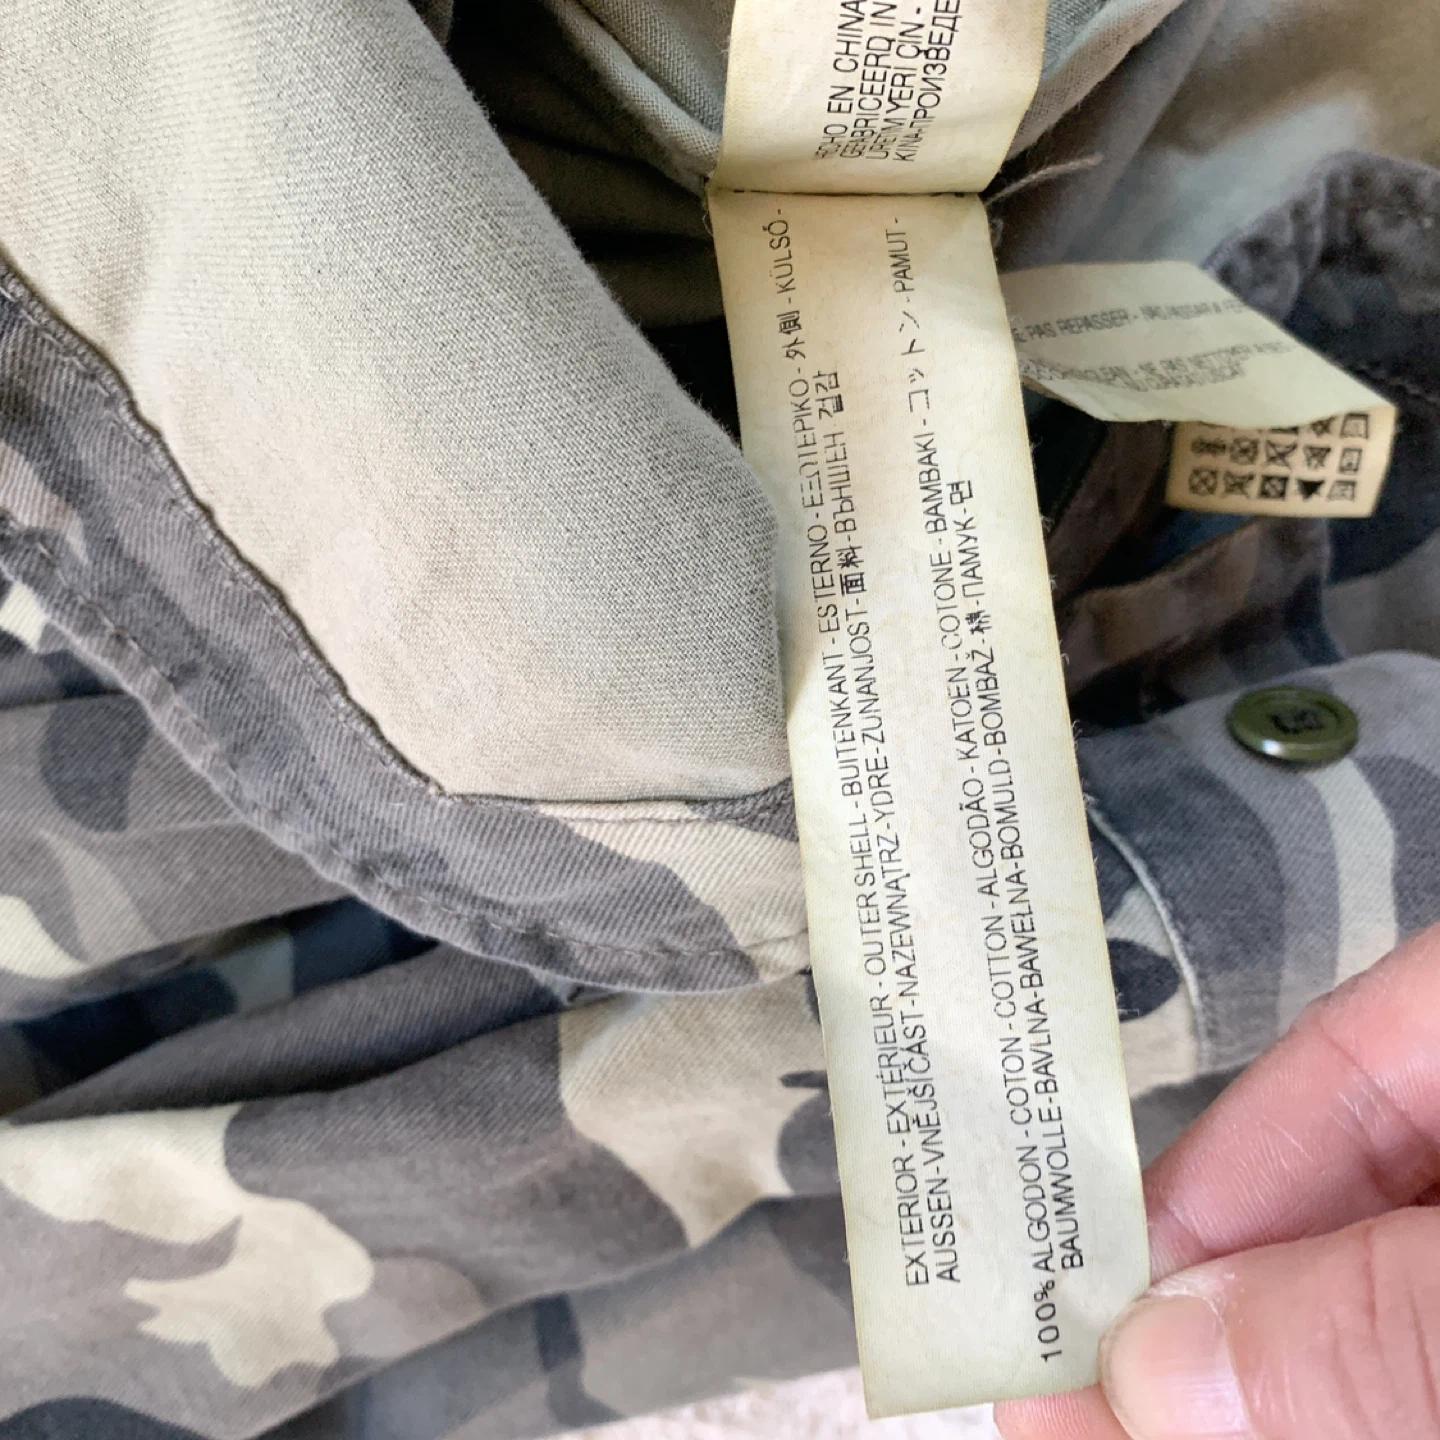 HECHO EN CHINA
GEFABRICEERD IN
ÜRETIM YERI ÇIN -
KINA-ПРОИЗВЕДЕ
EXTERIOR - EXTÉRIEUR - OUTER SHELL - BUITENKANT - ESTERNO - ΕΞΩΤΕΡΙΚΟ - 外側 - KÜLSŐ -
AUSSEN-VNĚJŠÍ ČÁST-NAZEWNĄTRZ-YDRE-ZUNANJOST-面料-ВЪНШЕН 겉감
100% ALGODON - COTON - COTTON - ALGODÃO - KATOEN - COTONE - BAMBAKI - コットン - PAMUT -
BAUMWOLLE-BAVLNA-BAWEŁNA-BOMULD-BOMBAŽ-棉-ПАМУК-면
PAS REPASSER - NÃO